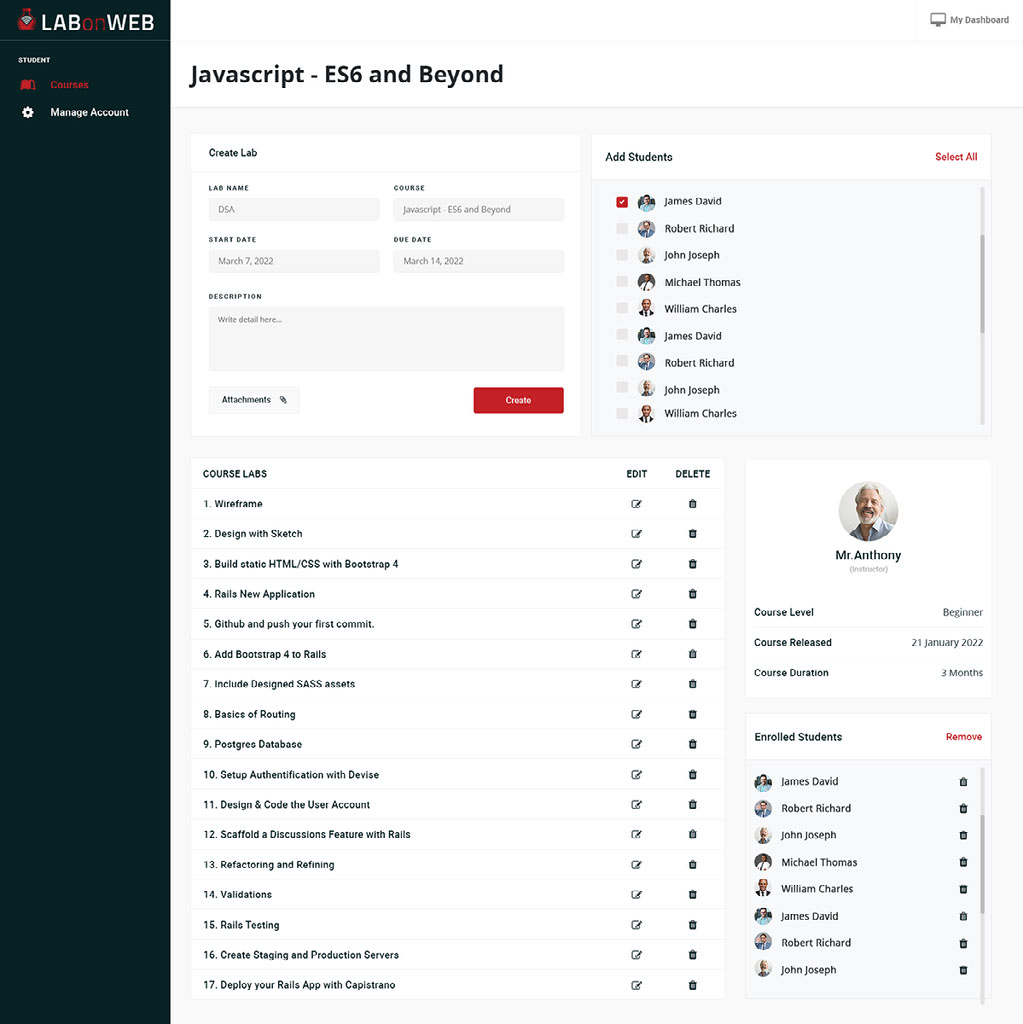 LABonWEB
My Dashboard
STUDENT
Courses
Manage Account
Javascript - ES6 and Beyond
Create Lab
LAB NAME
COURSE
DSA
Javascript - ES6 and Beyond
START DATE
DUE DATE
March 7, 2022
March 14, 2022
DESCRIPTION
Write detail here...
Attachments
Create
Add Students
Select All
James David
Robert Richard
John Joseph
Michael Thomas
William Charles
James David
Robert Richard
John Joseph
William Charles
COURSE LABS
EDIT
DELETE
1. Wireframe
2. Design with Sketch
3. Build static HTML/CSS with Bootstrap 4
4. Rails New Application
5. Github and push your first commit.
6. Add Bootstrap 4 to Rails
7. Include Designed SASS assets
8. Basics of Routing
9. Postgres Database
10. Setup Authentification with Devise
11. Design & Code the User Account
12. Scaffold a Discussions Feature with Rails
13. Refactoring and Refining
14. Validations
15. Rails Testing
16. Create Staging and Production Servers
17. Deploy your Rails App with Capistrano
Mr.Anthony
(Instructor)
Course Level
Beginner
Course Released
21 January 2022
Course Duration
3 Months
Enrolled Students
Remove
James David
Robert Richard
John Joseph
Michael Thomas
William Charles
James David
Robert Richard
John Joseph